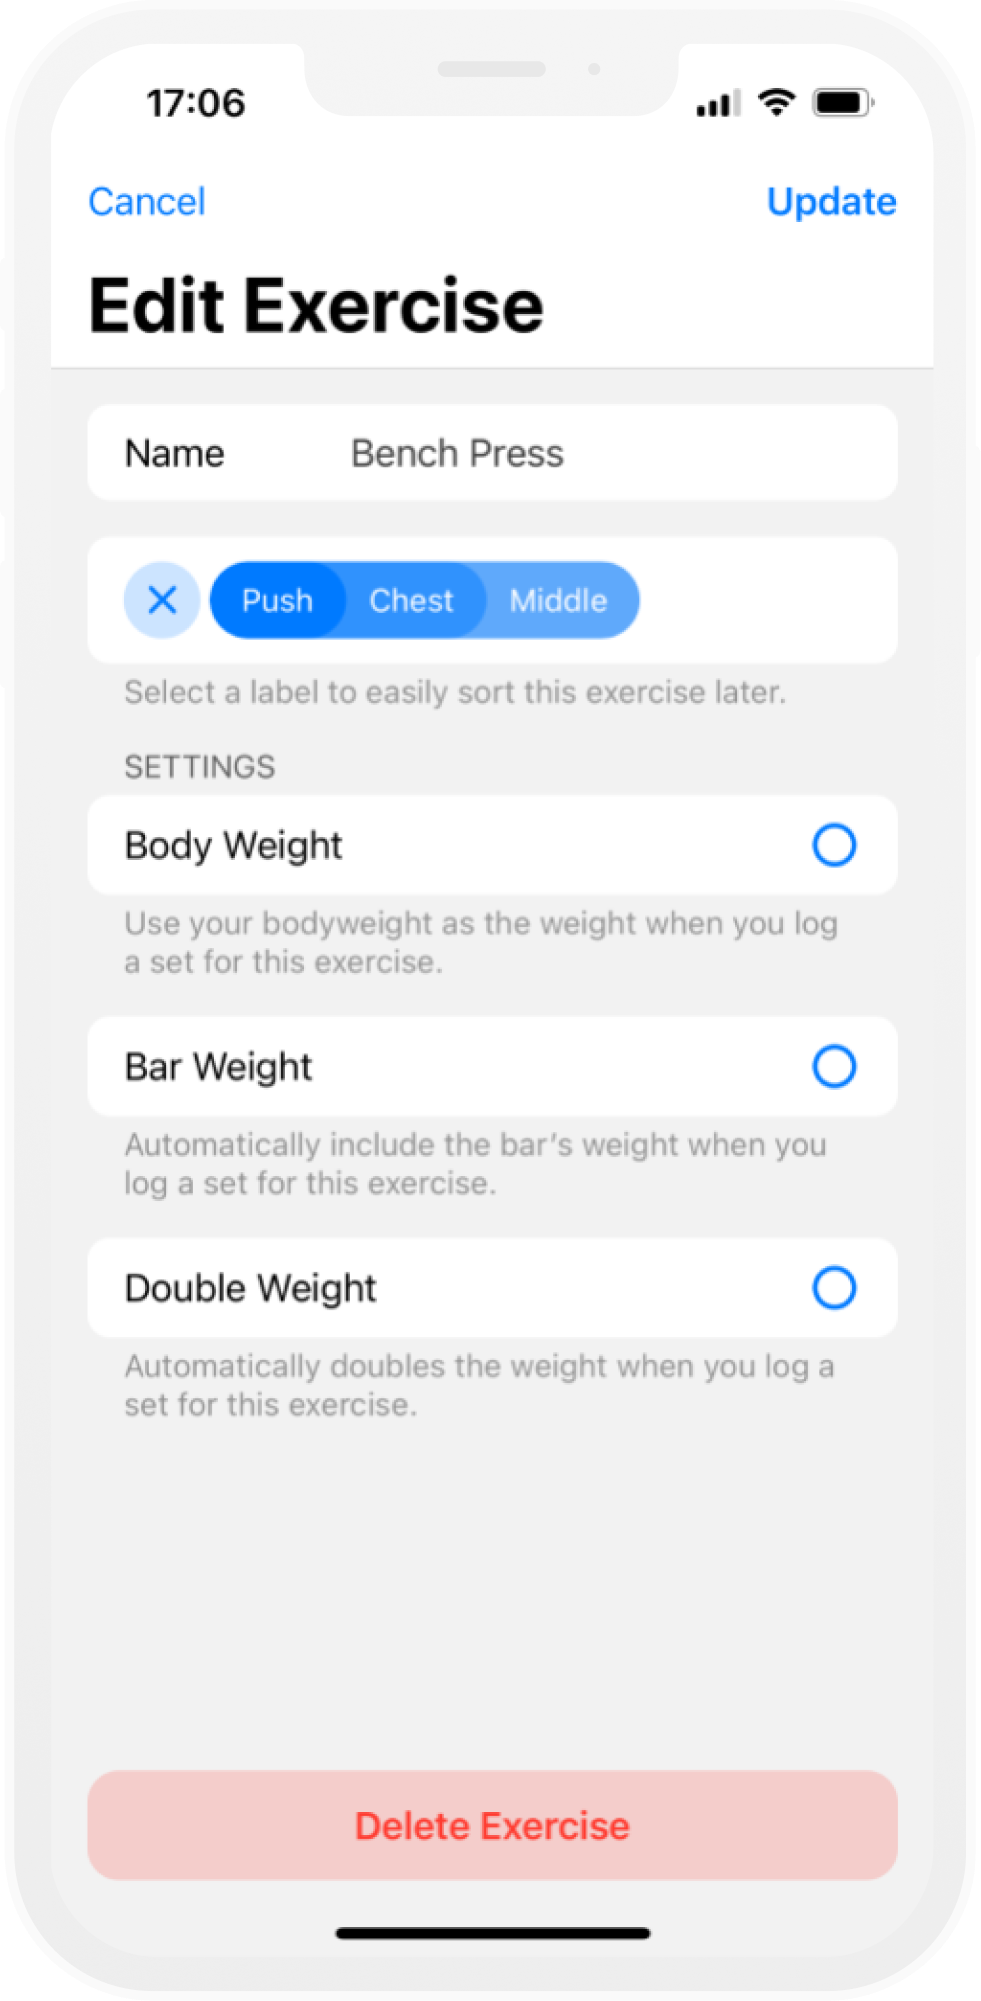 17:06
Cancel
Update
Edit Exercise
Name
Bench Press
Push
Chest
Middle
Select a label to easily sort this exercise later.
SETTINGS
Body Weight
Use your bodyweight as the weight when you log
a set for this exercise.
Bar Weight
Automatically include the bar’s weight when you
log a set for this exercise.
Double Weight
Automatically doubles the weight when you log a
set for this exercise.
Delete Exercise